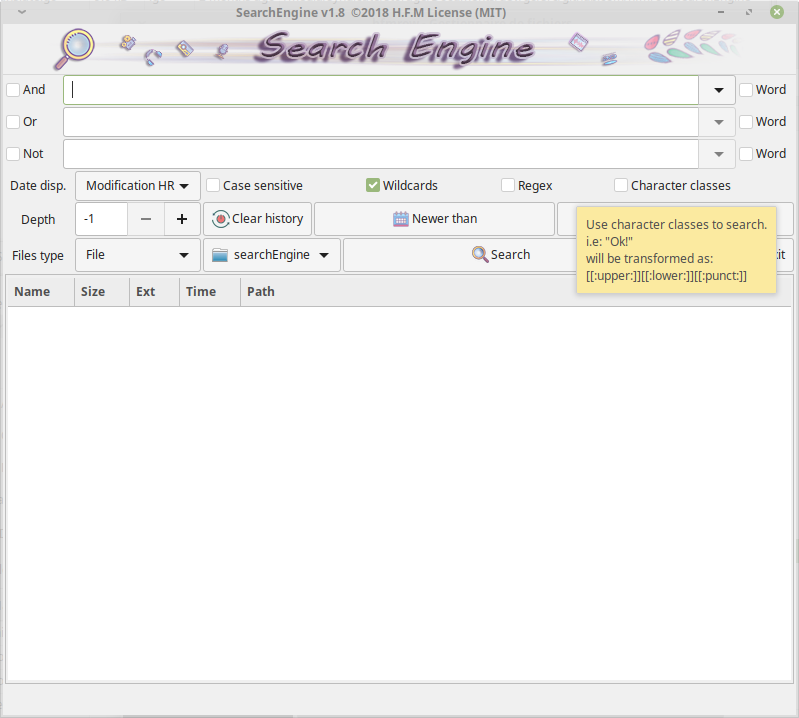 SearchEngine v1.8 ©2018 H.F.M License (MIT)
Search Engine
And Word
Or Word
Not Word
Date disp. Modification HR Case sensitive Wildcards Regex Character classes
Depth -1 Clear history Newer than
Files type File searchEngine Search
Use character classes to search.
i.e: "Ok!"
will be transformed as:
[[:upper:]][[:lower:]][[:punct:]]
Name Size Ext Time Path